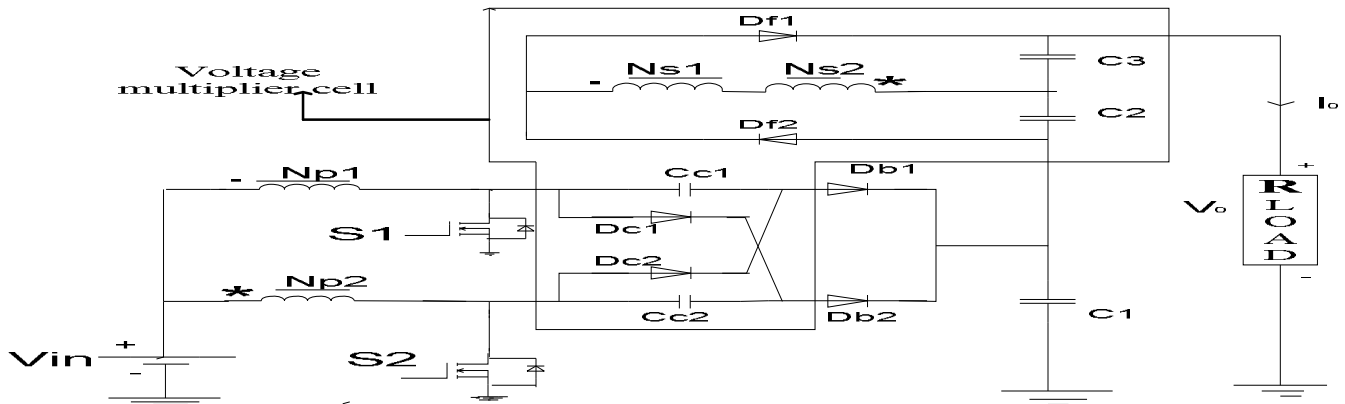 Df1
Voltage
multiplier cell
- Ns1 Ns2 *
C3
C2
Io
Df2
- Np1
Cc1
Db1
S1
Dc1
Dc2
* Np2
Cc2
Db2
Vo
+
R
L
O
A
D
-
C1
Vin
+
-
S2